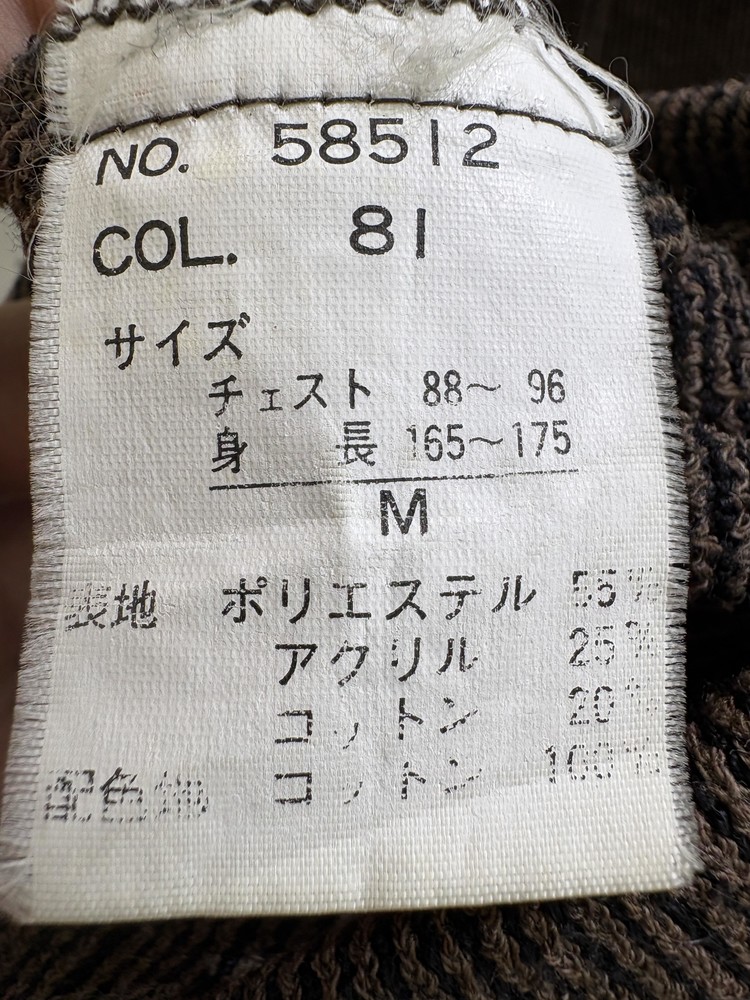 NO. 58512
COL. 81
サイズ
チェスト 88～ 96
身 長 165～175
M
表地 ポリエステル 55%
アクリル 25%
コットン 20%
配色地 コットン 100%